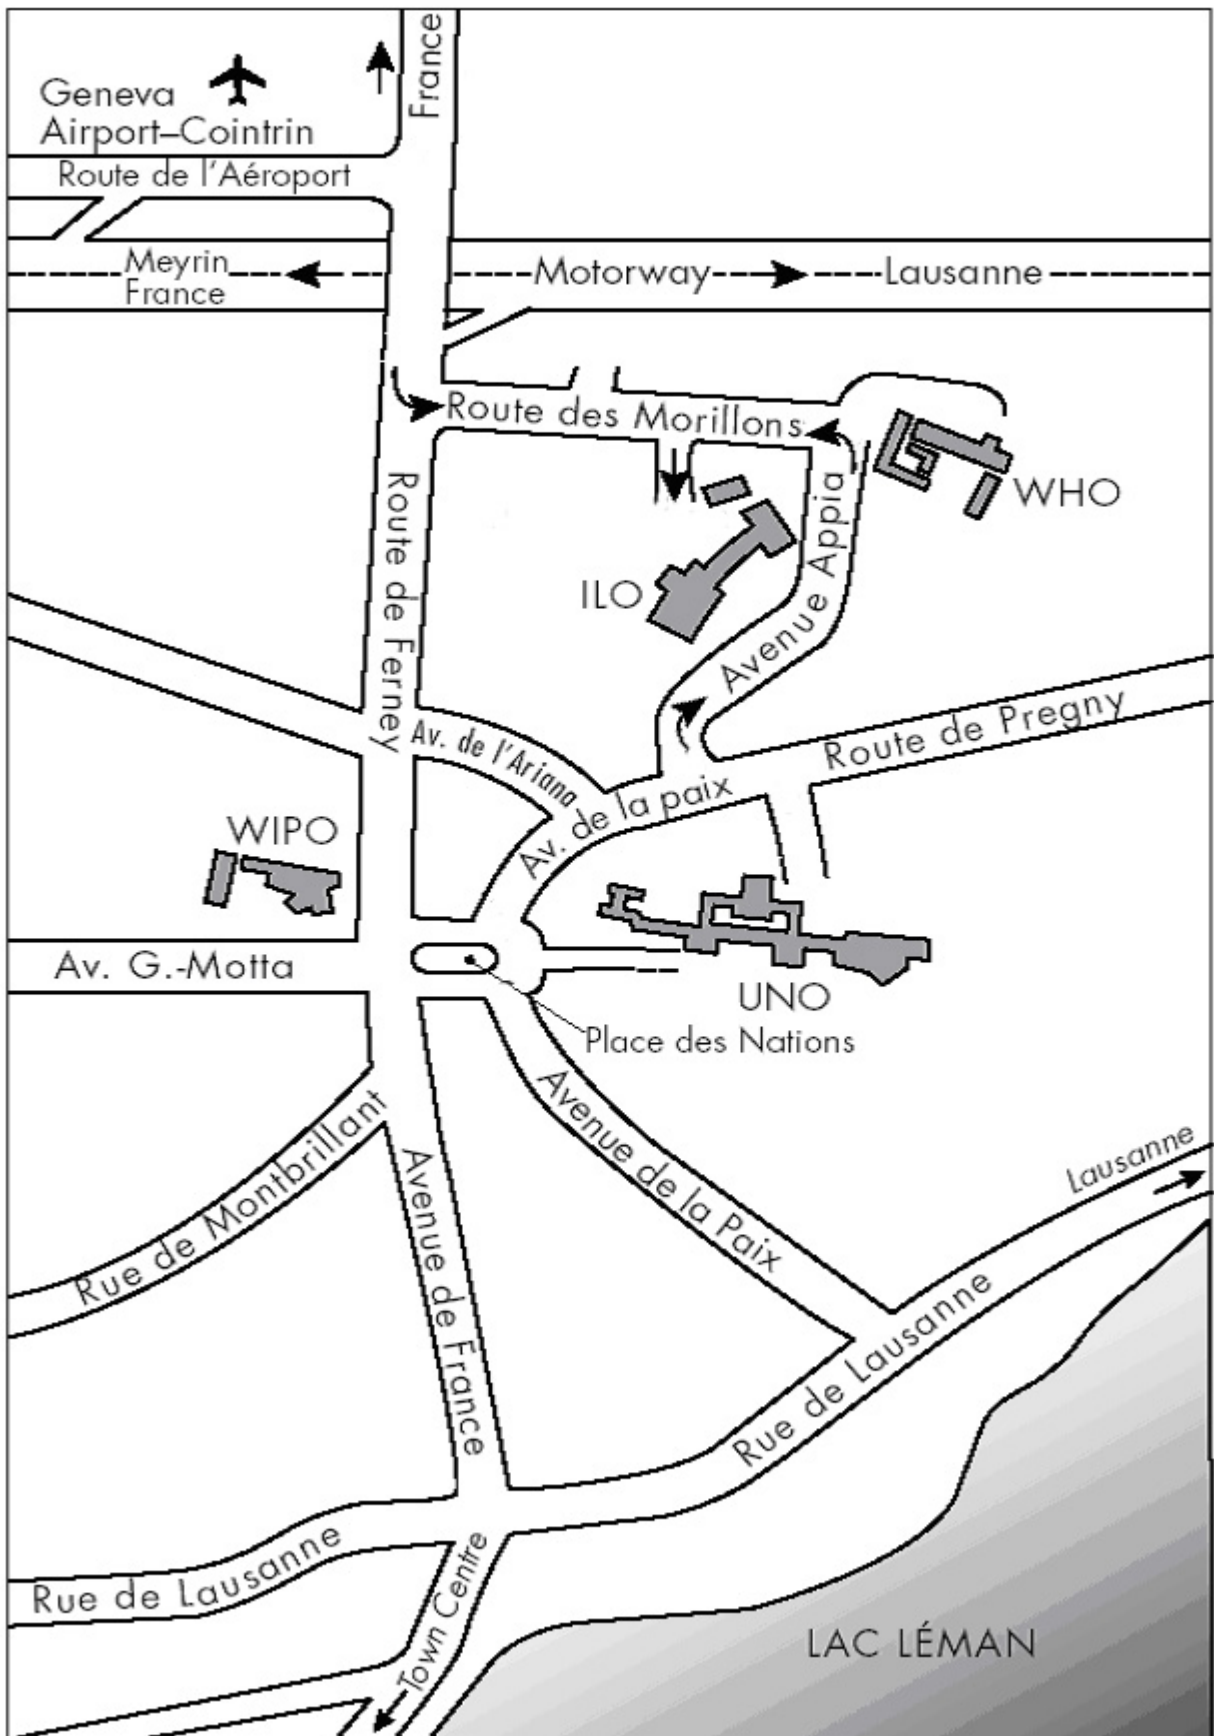 France
Geneva
Airport–Cointrin
Route de l'Aéroport
Meyrin
France
Motorway
Lausanne
Route des Morillons
WHO
Route de Ferney
Avenue Appia
ILO
Av. de l'Ariana
Route de Pregny
Av. de la paix
WIPO
Av. G.-Motta
UNO
Place des Nations
Avenue de la Paix
Rue de Montbrillant
Avenue de France
Lausanne
Rue de Lausanne
Rue de Lausanne
Town Centre
LAC LÉMAN